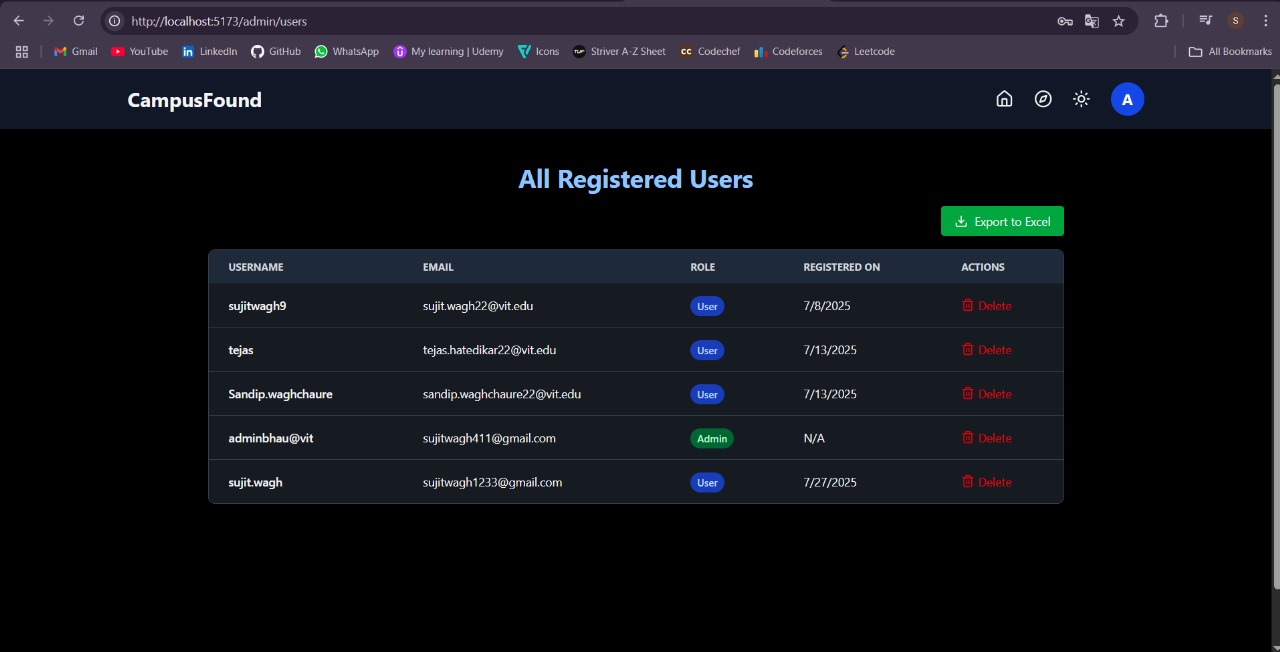 http://localhost:5173/admin/users
S
Gmail YouTube LinkedIn GitHub WhatsApp My learning | Udemy Icons TUF Striver A-Z Sheet CC Codechef Codeforces Leetcode All Bookmarks
CampusFound A
All Registered Users
Export to Excel
USERNAME EMAIL ROLE REGISTERED ON ACTIONS
sujitwagh9 sujit.wagh22@vit.edu User 7/8/2025 Delete
tejas tejas.hatedikar22@vit.edu User 7/13/2025 Delete
Sandip.waghchaure sandip.waghchaure22@vit.edu User 7/13/2025 Delete
adminbhau@vit sujitwagh411@gmail.com Admin N/A Delete
sujit.wagh sujitwagh1233@gmail.com User 7/27/2025 Delete